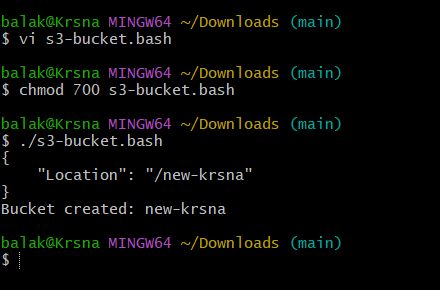 balak@Krsna MINGW64 ~/Downloads (main)
$ vi s3-bucket.bash
balak@Krsna MINGW64 ~/Downloads (main)
$ chmod 700 s3-bucket.bash
balak@Krsna MINGW64 ~/Downloads (main)
$ ./s3-bucket.bash
{
    "Location": "/new-krsna"
}
Bucket created: new-krsna
balak@Krsna MINGW64 ~/Downloads (main)
$